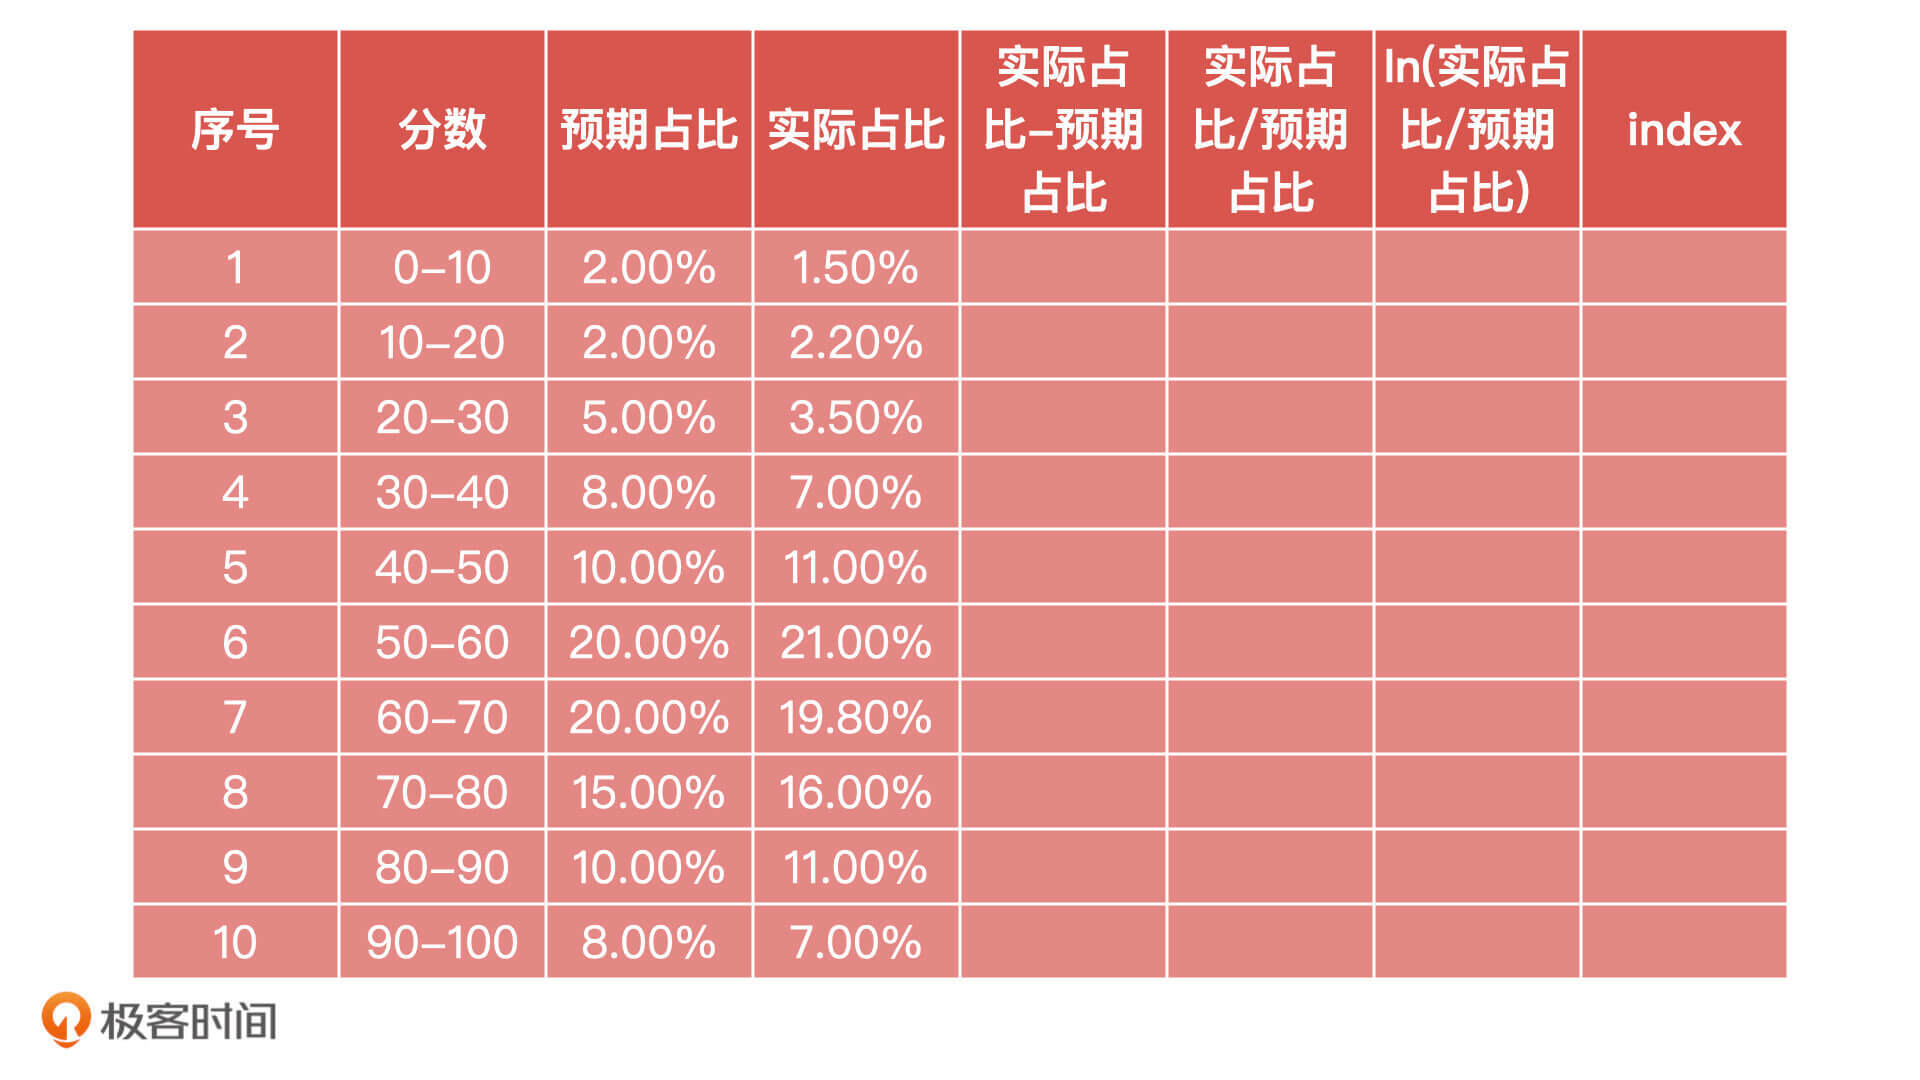 序号 分数 预期占比 实际占比 实际占比-预期占比 实际占比/预期占比 ln(实际占比/预期占比) index
1 0-10 2.00% 1.50%
2 10-20 2.00% 2.20%
3 20-30 5.00% 3.50%
4 30-40 8.00% 7.00%
5 40-50 10.00% 11.00%
6 50-60 20.00% 21.00%
7 60-70 20.00% 19.80%
8 70-80 15.00% 16.00%
9 80-90 10.00% 11.00%
10 90-100 8.00% 7.00%
极客时间